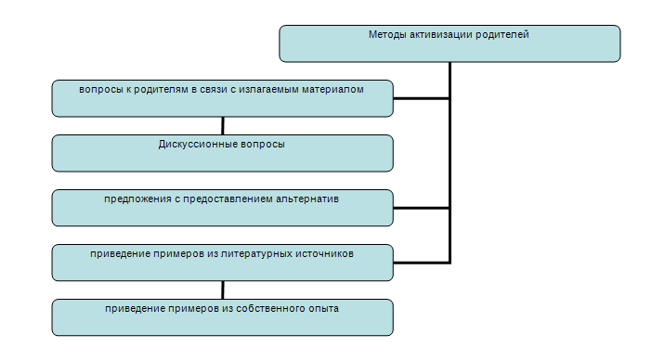 Методы активизации родителей
вопросы к родителям в связи с излагаемым материалом
Дискуссионные вопросы
предложения с предоставлением альтернатив
приведение примеров из литературных источников
приведение примеров из собственного опыта